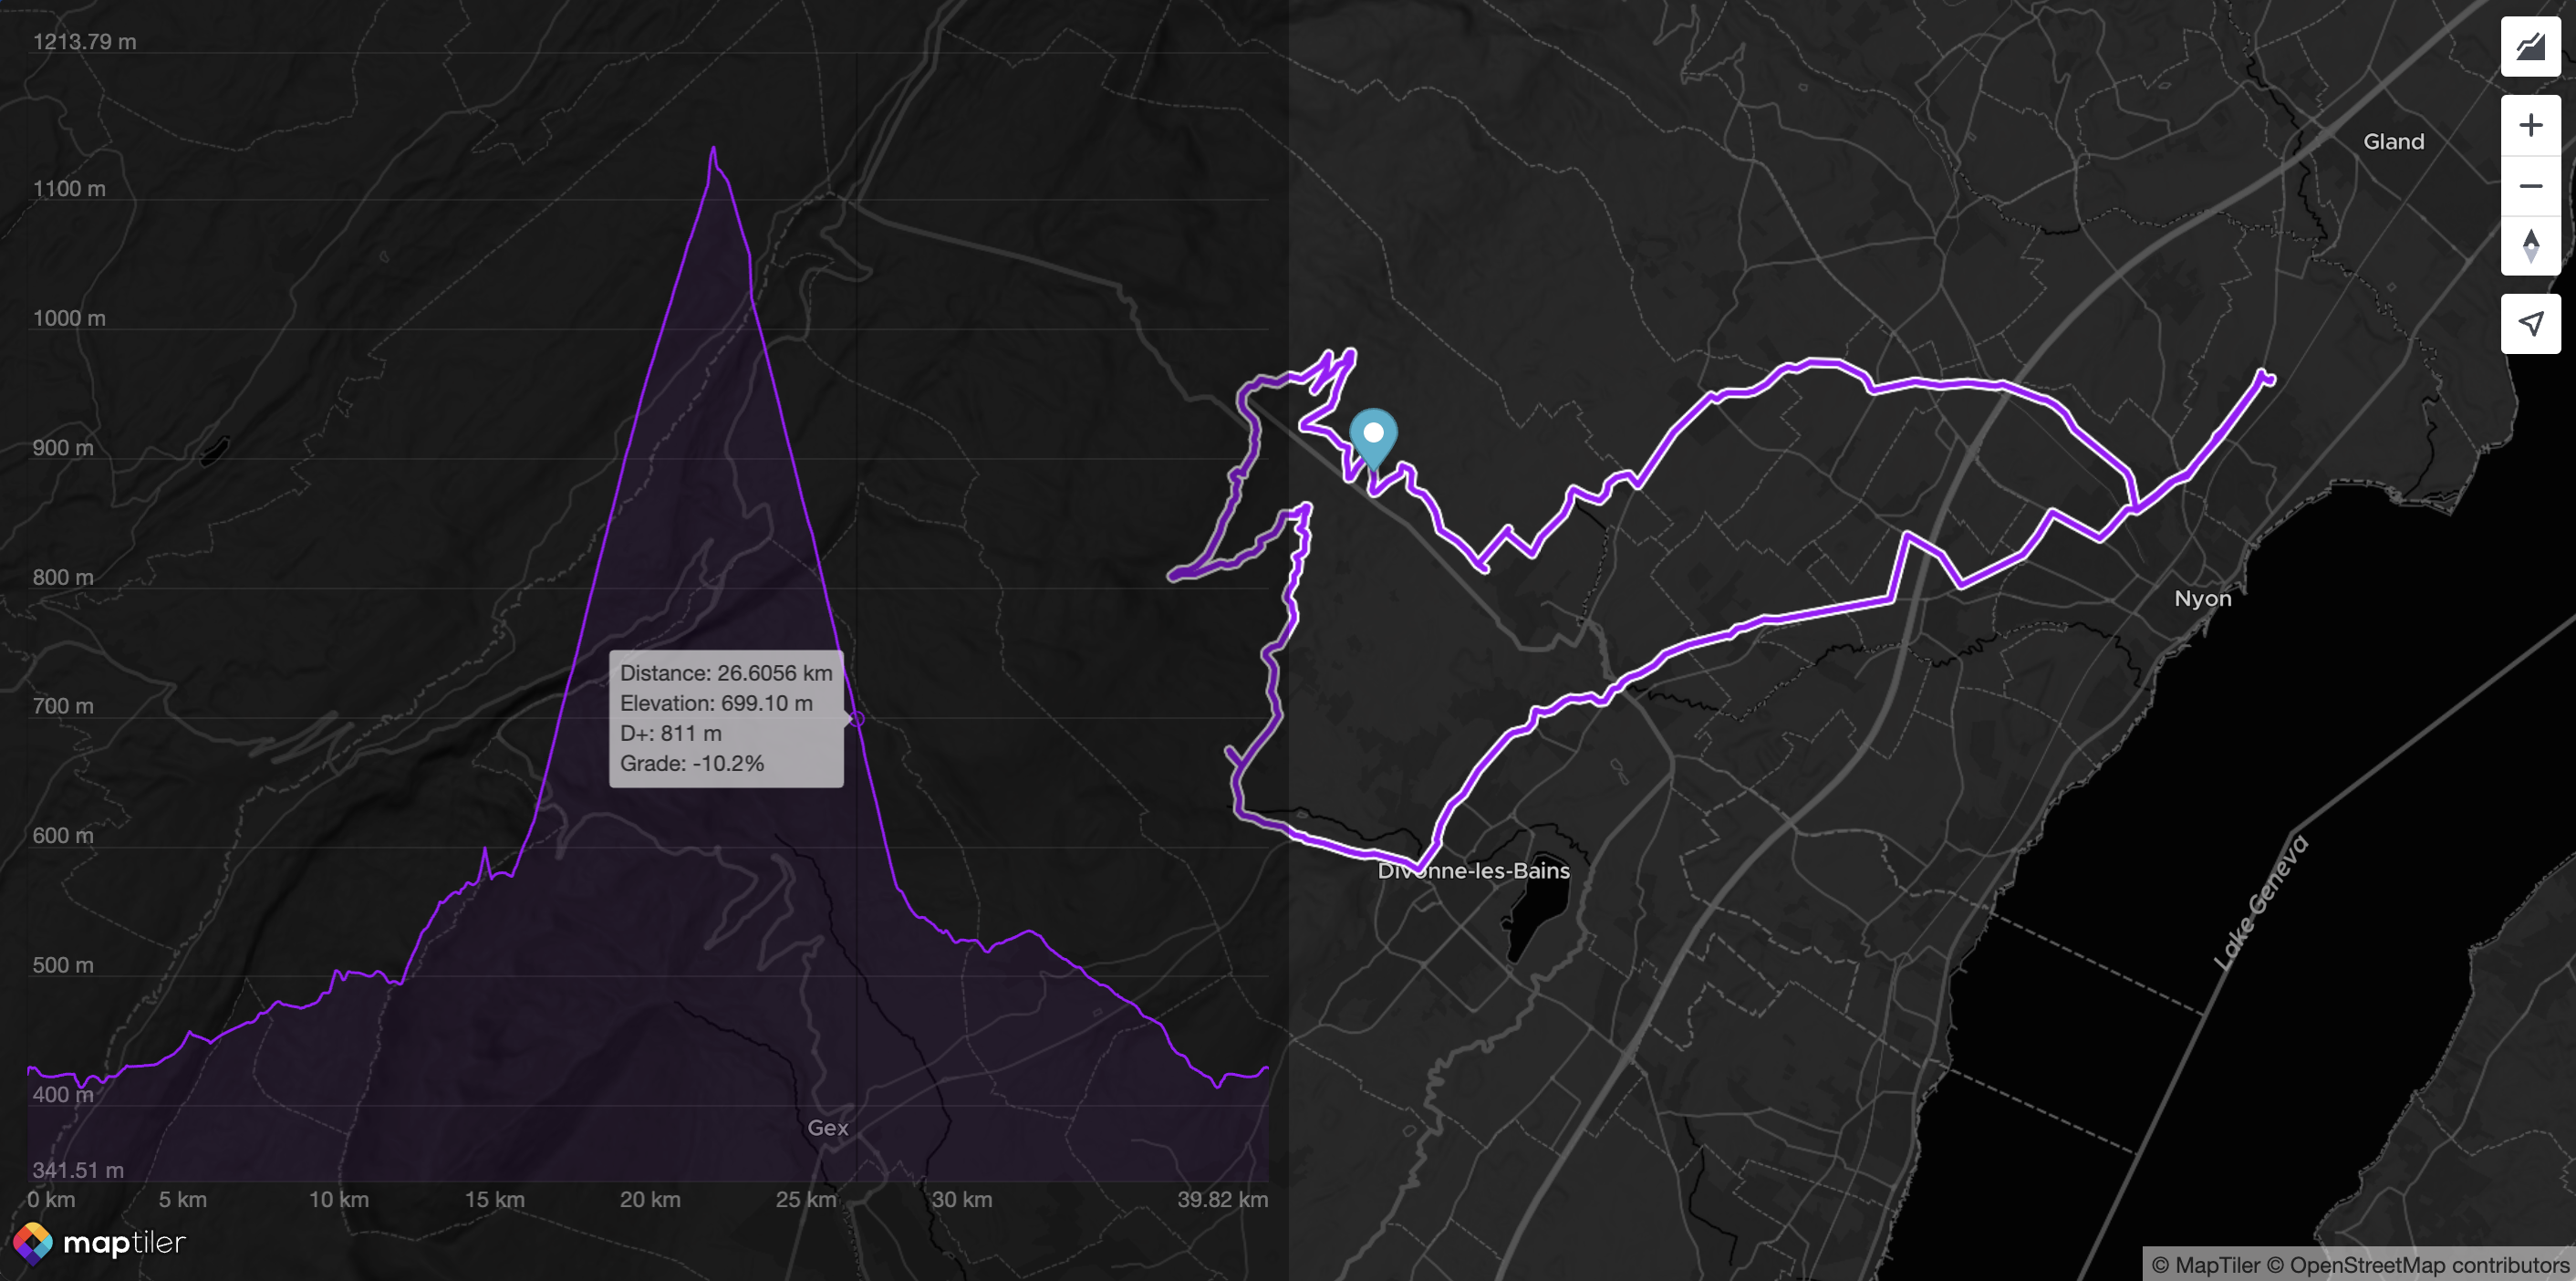 1213.79 m
1100 m
1000 m
900 m
800 m
700 m
600 m
500 m
400 m
341.51 m
0 km
5 km
10 km
15 km
20 km
25 km
30 km
39.82 km
Distance: 26.6056 km
Elevation: 699.10 m
D+: 811 m
Grade: -10.2%
Gex
Gland
Nyon
Divonne-les-Bains
Lake Geneva
maptiler
© MapTiler © OpenStreetMap contributors